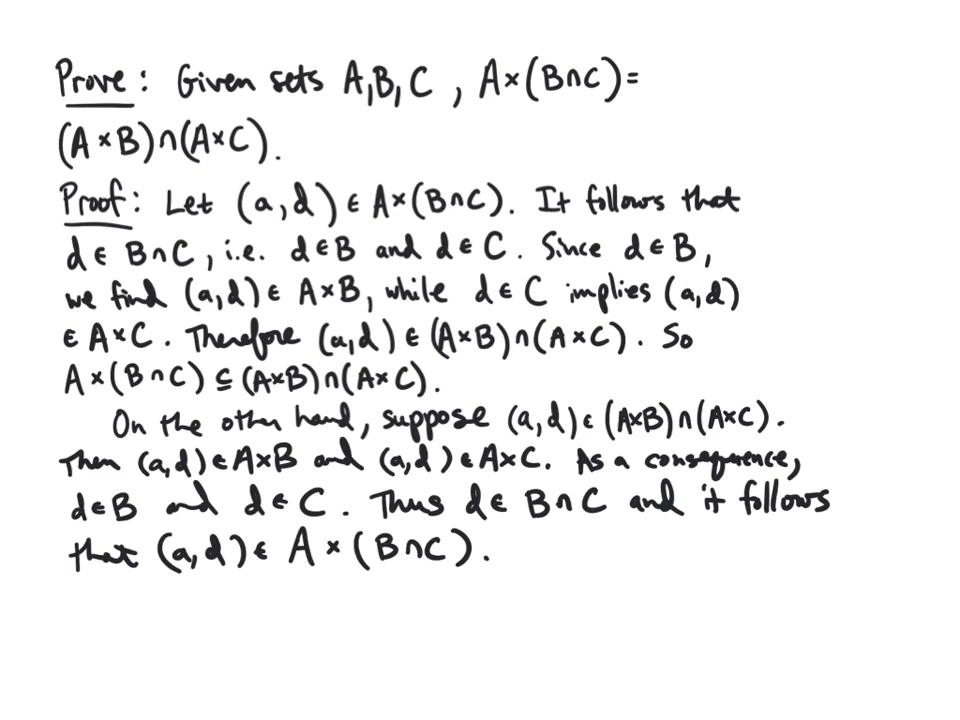 Prove: Given sets A,B,C, A×(B∩C)=
(A×B)∩(A×C).
Proof: Let (a,d) ∈ A×(B∩C). It follows that
d ∈ B∩C, i.e. d∈B and d∈C. Since d∈B,
we find (a,d)∈ A×B, while d∈C implies (a,d)
∈ A×C. Therefore (a,d) ∈ (A×B)∩(A×C). So
A×(B∩C) ⊆ (A×B)∩(A×C).
On the other hand, suppose (a,d)∈(A×B)∩(A×C).
Then (a,d)∈A×B and (a,d)∈A×C. As a consequence,
d∈B and d∈C. Thus d∈ B∩C and it follows
that (a,d)∈ A×(B∩C).